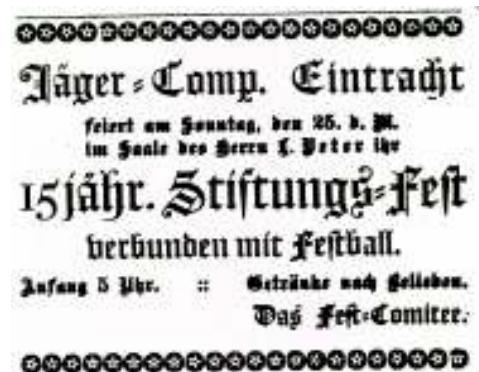 Jäger-Comp. Eintracht
feiert am Sonntag, den 25. d. M.
im Saale des Herrn L. Peter ihr
15jähr. Stiftungs-Fest
verbunden mit Festball.
Anfang 5 Uhr. :: Getränke nach Belieben.
Das Fest-Comitee.